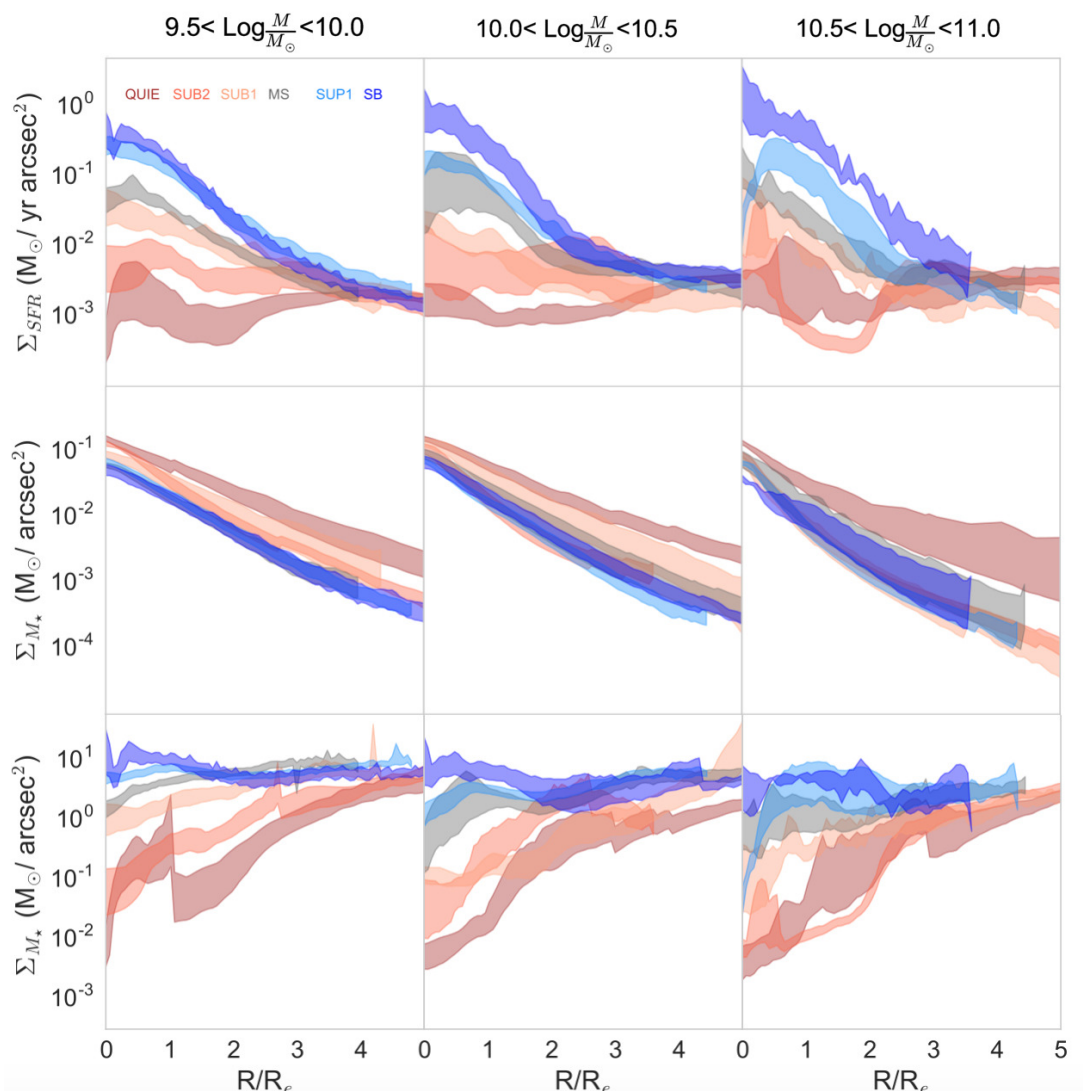 9.5< Log M/M☉ <10.0 10.0< Log M/M☉ <10.5 10.5< Log M/M☉ <11.0
QUIE SUB2 SUB1 MS SUP1 SB
Σ_SFR (M☉/ yr arcsec²)
10⁰
10⁻¹
10⁻²
10⁻³
Σ_M⋆ (M☉/ arcsec²)
10⁻¹
10⁻²
10⁻³
10⁻⁴
Σ_M⋆ (M☉/ arcsec²)
10¹
10⁰
10⁻¹
10⁻²
10⁻³
0 1 2 3 4 0 1 2 3 4 0 1 2 3 4 5
R/Rₑ R/Rₑ R/Rₑ